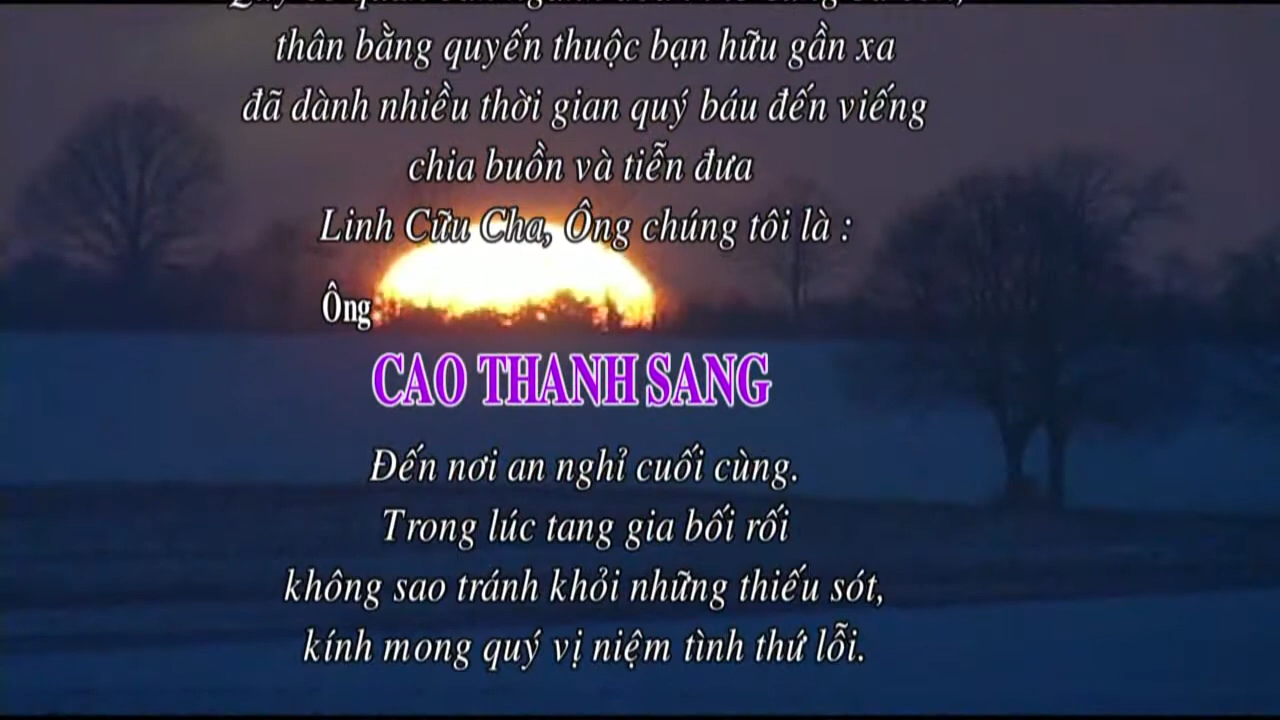 thân bằng quyến thuộc bạn hữu gần xa
đã dành nhiều thời gian quý báu đến viếng
chia buồn và tiễn đưa
Linh Cữu Cha, Ông chúng tôi là :
Ông
CAO THANH SANG
Đến nơi an nghỉ cuối cùng.
Trong lúc tang gia bối rối
không sao tránh khỏi những thiếu sót,
kính mong quý vị niệm tình thứ lỗi.